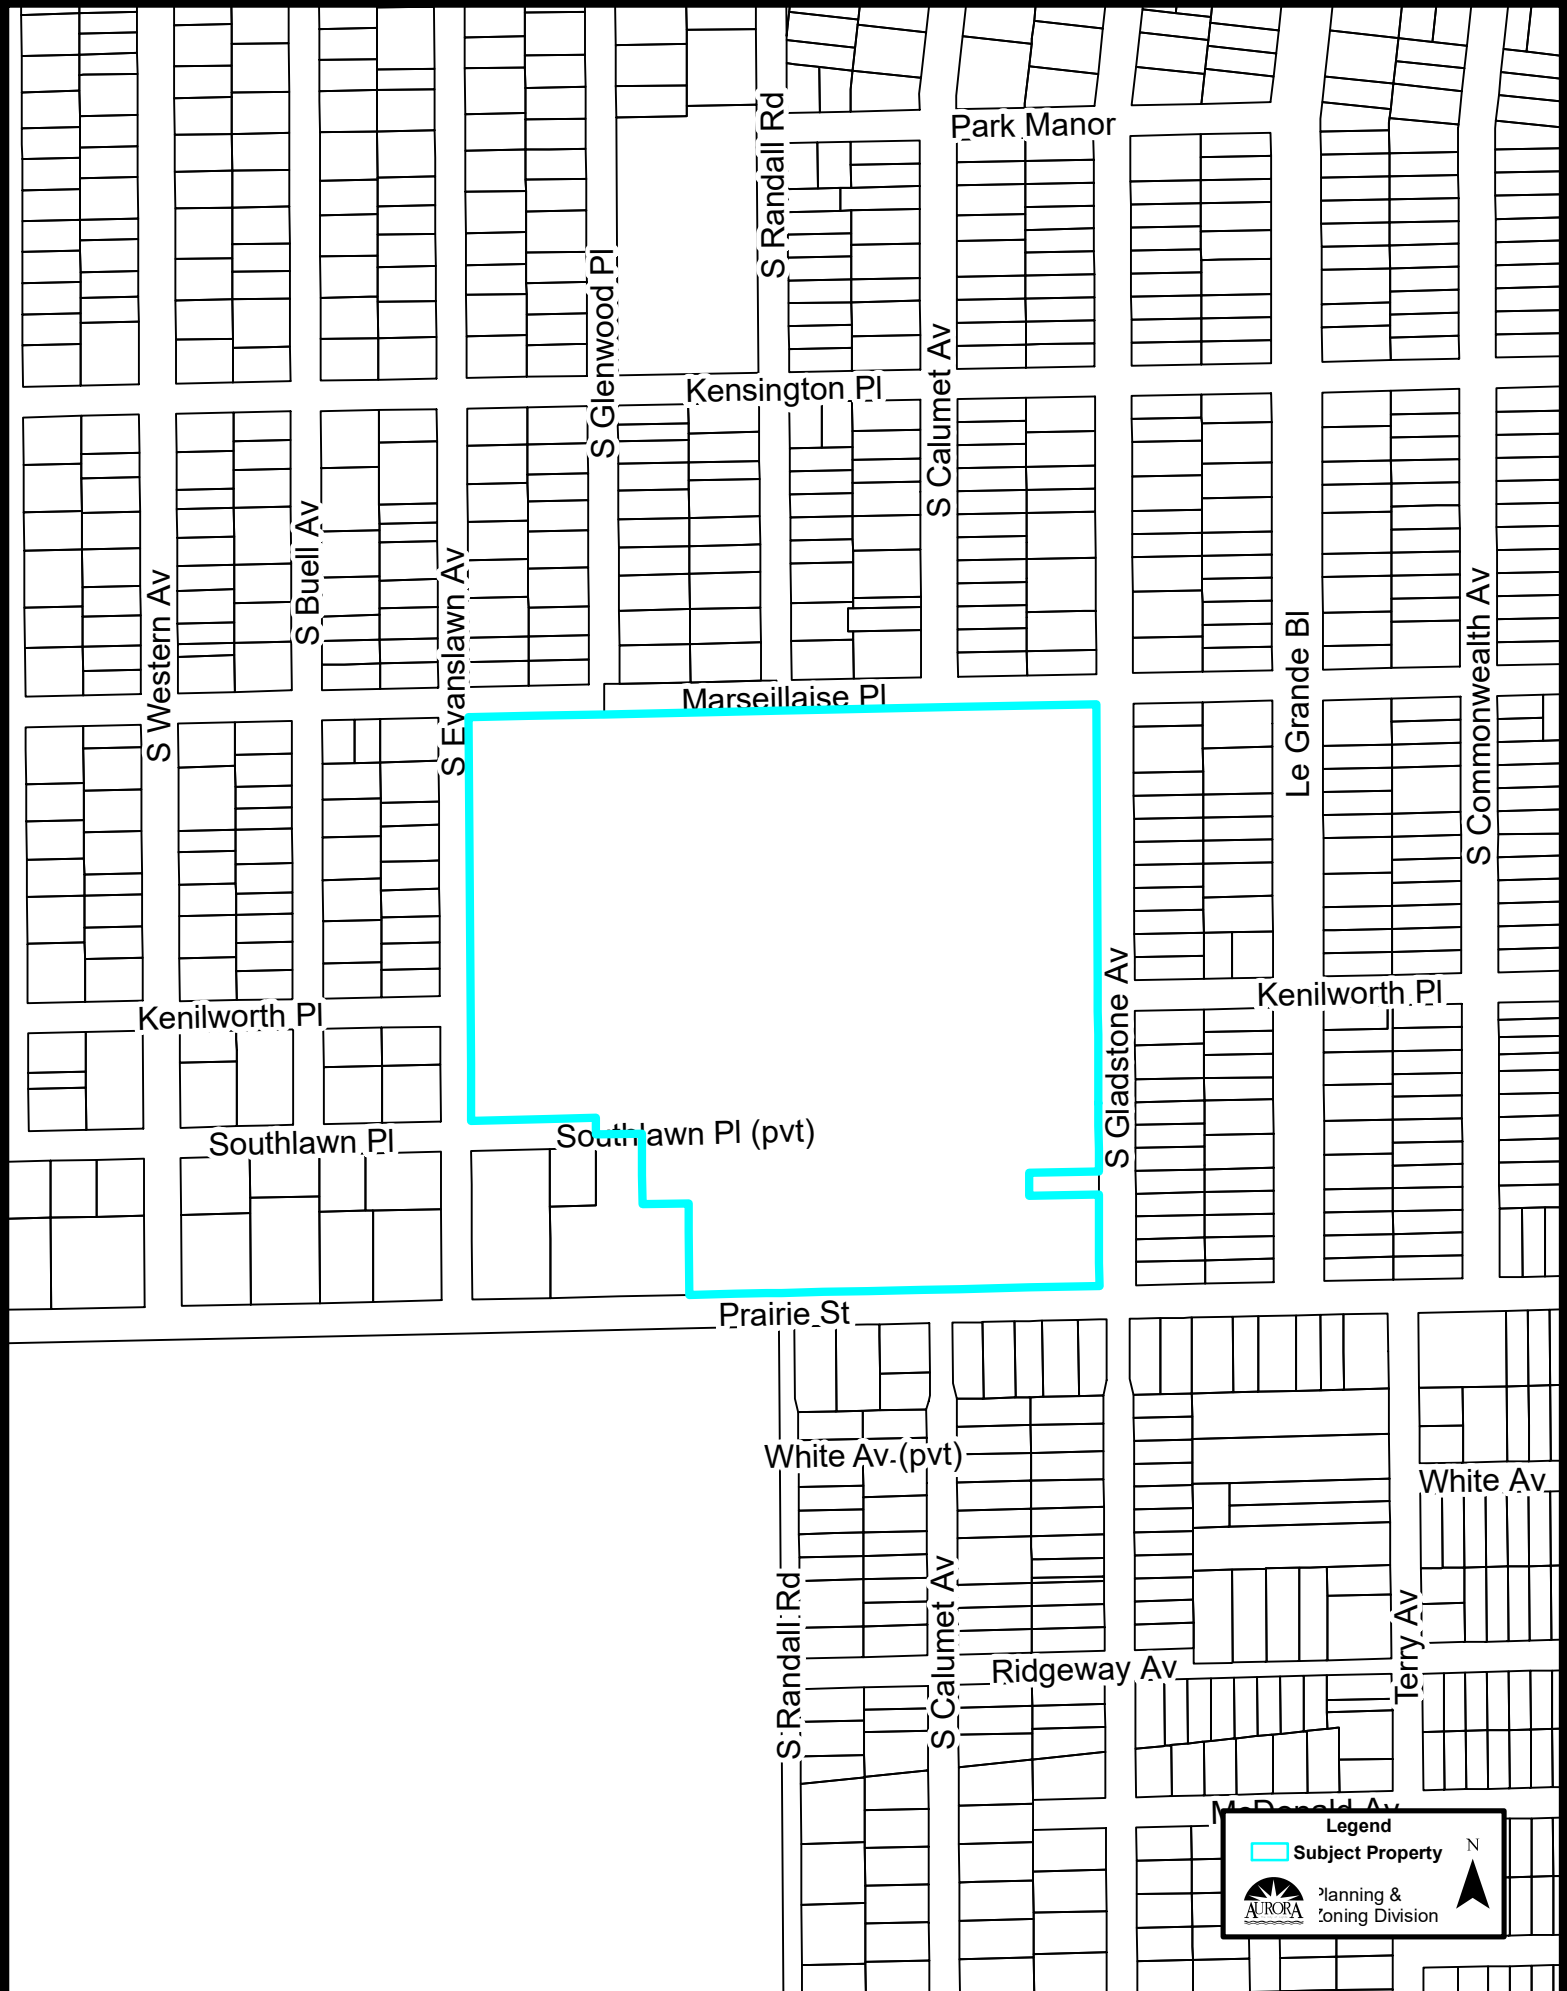 Park Manor
S Randall Rd
S Glenwood Pl
Kensington Pl
S Calumet Av
S Buell Av
S Evanslawn Av
S Western Av
Le Grande Bl
S Commonwealth Av
Marseillaise Pl
S Gladstone Av
Kenilworth Pl
Kenilworth Pl
Southlawn Pl
Southlawn Pl (pvt)
Prairie St
White Av (pvt)
White Av
S Randall Rd
S Calumet Av
Terry Av
Ridgeway Av
McDonald Av
Legend
Subject Property
N
AURORA
Planning &
Zoning Division